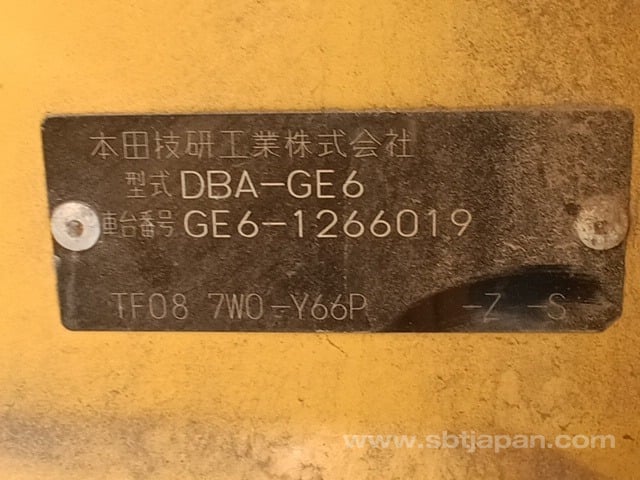 本田技研工業株式会社
型式 DBA-GE6
車台番号 GE6-1266019
TF08 7W0-Y66P -Z -S
www.sbtjapan.com